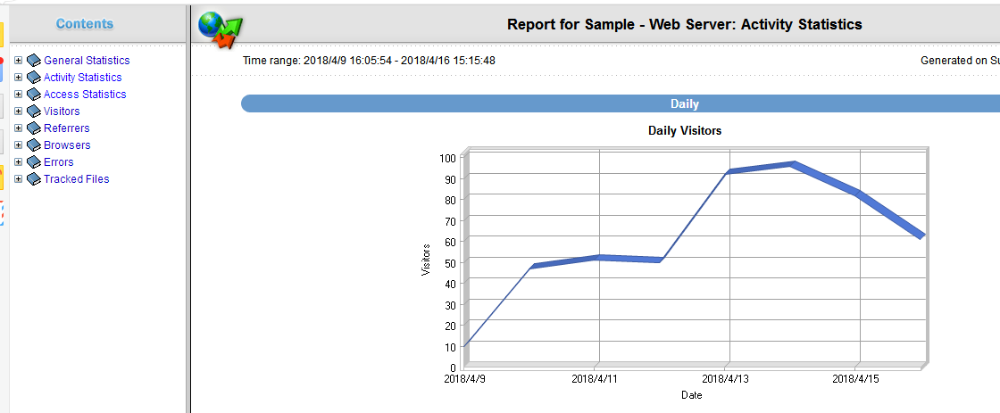 Contents
General Statistics
Activity Statistics
Access Statistics
Visitors
Referrers
Browsers
Errors
Tracked Files
Report for Sample - Web Server: Activity Statistics
Time range: 2018/4/9 16:05:54 - 2018/4/16 15:15:48
Generated on
Daily
Daily Visitors
100
90
80
70
60
50
40
30
20
10
0
Visitors
2018/4/9 2018/4/11 2018/4/13 2018/4/15
Date